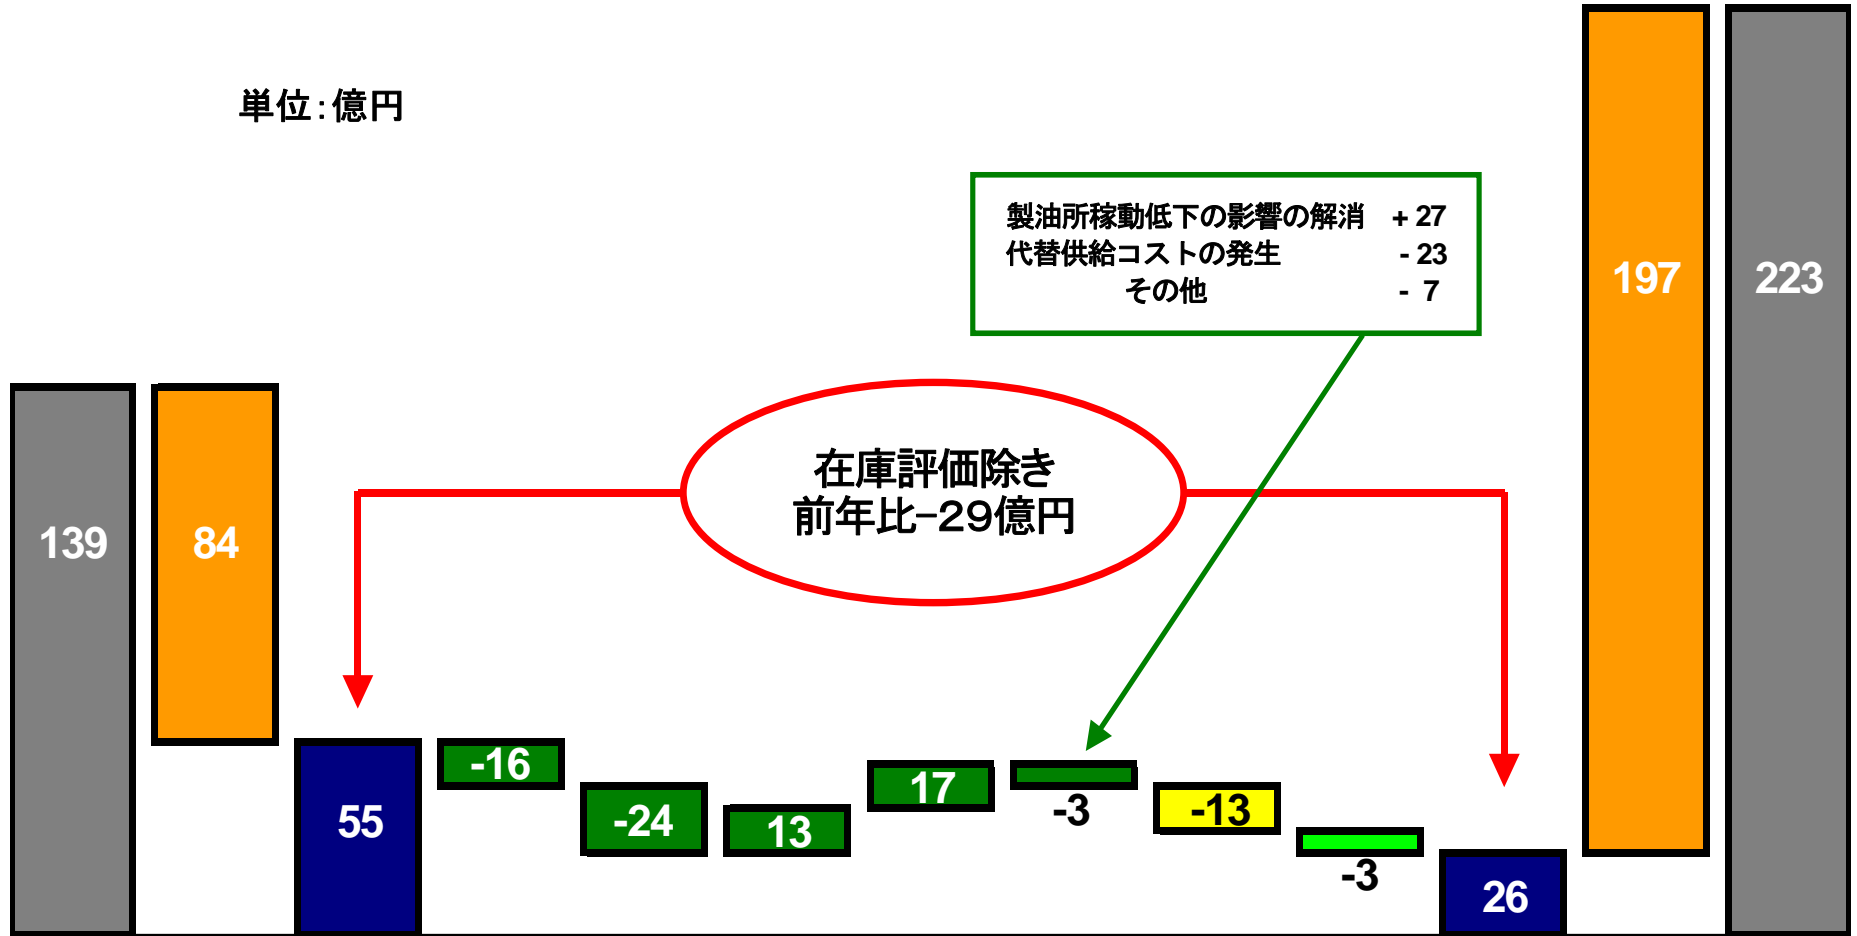 単位：億円
製油所稼動低下の影響の解消 + 27
代替供給コストの発生 - 23
その他 - 7
197
223
在庫評価除き
前年比−29億円
139
84
55
-16
-24
13
17
-3
-13
-3
26